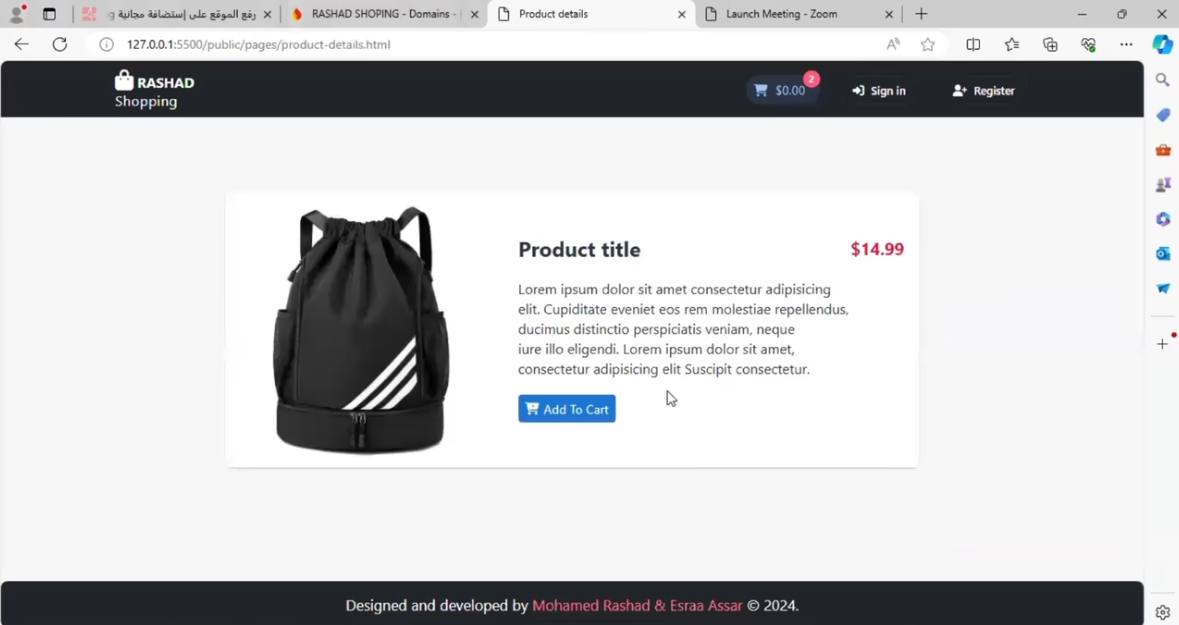 رفع الموقع على إستضافة مجانية و
RASHAD SHOPING - Domains -
Product details
Launch Meeting - Zoom
127.0.0.1:5500/public/pages/product-details.html
RASHAD
Shopping
$0.00
2
Sign in
Register
Product title
$14.99
Lorem ipsum dolor sit amet consectetur adipisicing
elit. Cupiditate eveniet eos rem molestiae repellendus,
ducimus distinctio perspiciatis veniam, neque
iure illo eligendi. Lorem ipsum dolor sit amet,
consectetur adipisicing elit Suscipit consectetur.
Add To Cart
Designed and developed by Mohamed Rashad & Esraa Assar © 2024.